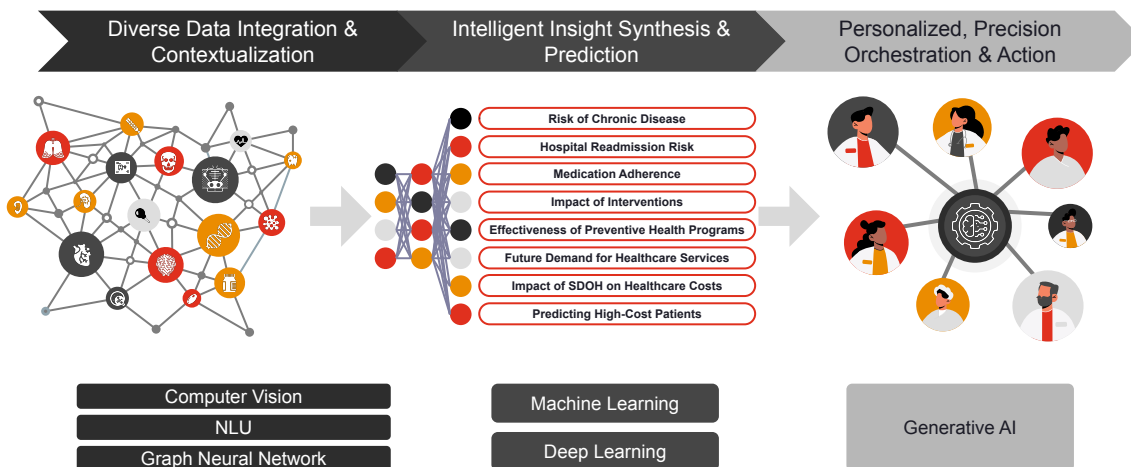 Diverse Data Integration &
Contextualization
Intelligent Insight Synthesis &
Prediction
Personalized, Precision
Orchestration & Action
Risk of Chronic Disease
Hospital Readmission Risk
Medication Adherence
Impact of Interventions
Effectiveness of Preventive Health Programs
Future Demand for Healthcare Services
Impact of SDOH on Healthcare Costs
Predicting High-Cost Patients
Computer Vision
NLU
Graph Neural Network
Machine Learning
Deep Learning
Generative AI